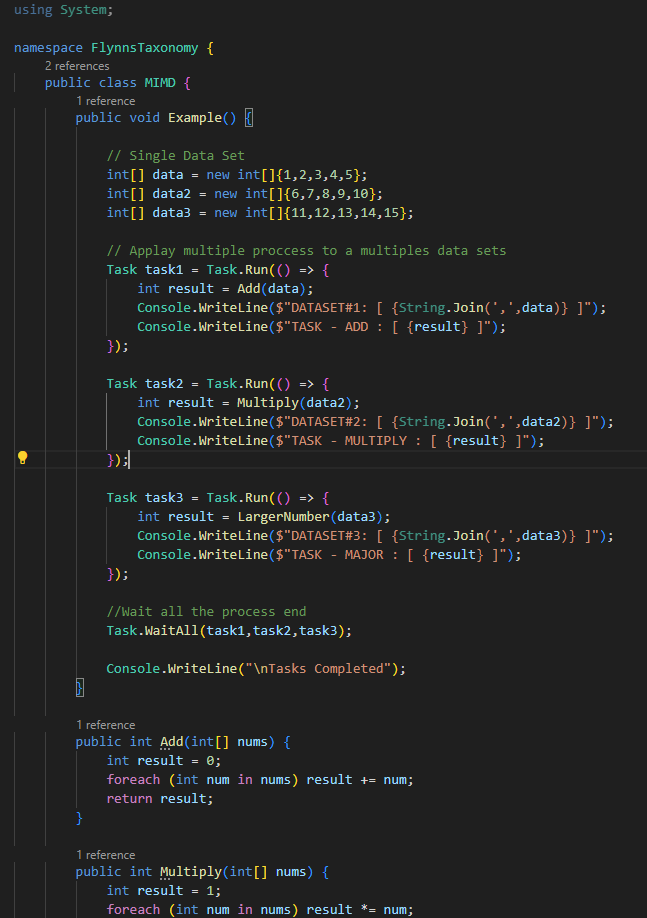 using System;
namespace FlynnsTaxonomy {
2 references
public class MIMD {
1 reference
public void Example() {
// Single Data Set
int[] data = new int[]{1,2,3,4,5};
int[] data2 = new int[]{6,7,8,9,10};
int[] data3 = new int[]{11,12,13,14,15};
// Applay multiple proccess to a multiples data sets
Task task1 = Task.Run(() => {
int result = Add(data);
Console.WriteLine($"DATASET#1: [ {String.Join(',',data)} ]");
Console.WriteLine($"TASK - ADD : [ {result} ]");
});
Task task2 = Task.Run(() => {
int result = Multiply(data2);
Console.WriteLine($"DATASET#2: [ {String.Join(',',data2)} ]");
Console.WriteLine($"TASK - MULTIPLY : [ {result} ]");
});
Task task3 = Task.Run(() => {
int result = LargerNumber(data3);
Console.WriteLine($"DATASET#3: [ {String.Join(',',data3)} ]");
Console.WriteLine($"TASK - MAJOR : [ {result} ]");
});
//Wait all the process end
Task.WaitAll(task1,task2,task3);
Console.WriteLine("\nTasks Completed");
}
1 reference
public int Add(int[] nums) {
int result = 0;
foreach (int num in nums) result += num;
return result;
}
1 reference
public int Multiply(int[] nums) {
int result = 1;
foreach (int num in nums) result *= num;